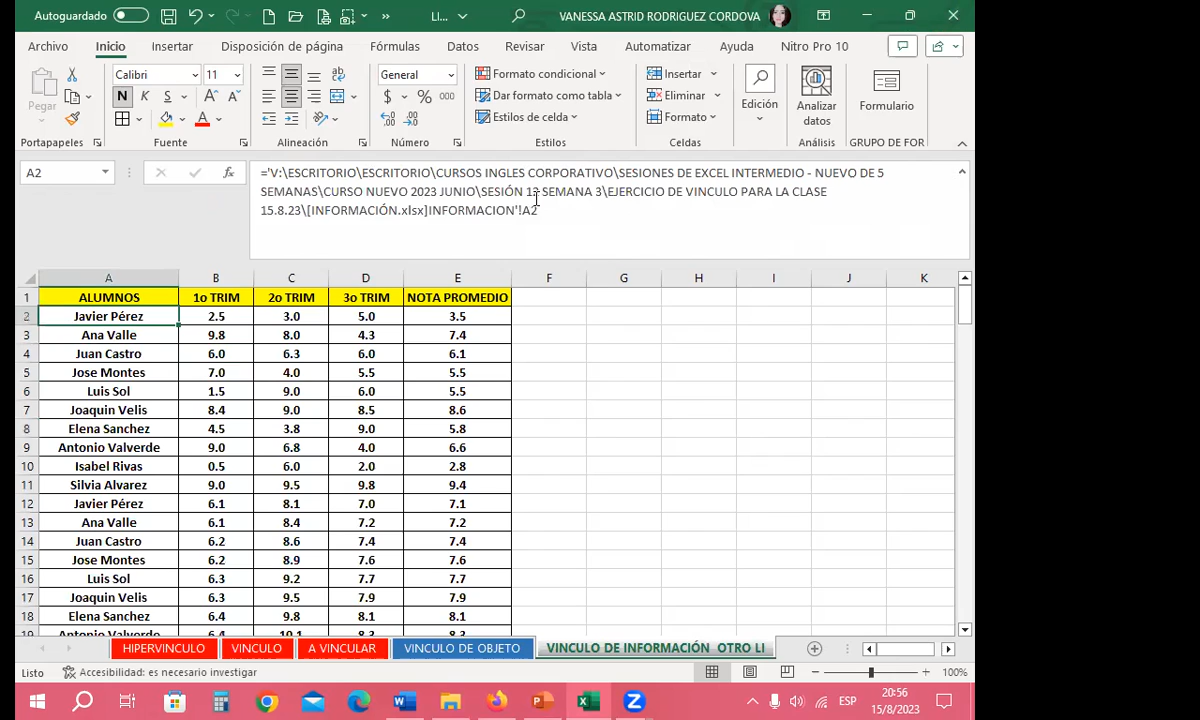 Autoguardado
LI...
VANESSA ASTRID RODRIGUEZ CORDOVA
Archivo Inicio Insertar Disposición de página Fórmulas Datos Revisar Vista Automatizar Ayuda Nitro Pro 10
Pegar
Portapapeles
Calibri 11
N K S A A
A
Fuente
ab
Alineación
General
$ % 000
Número
Formato condicional
Dar formato como tabla
Estilos de celda
Estilos
Insertar
Eliminar
Formato
Celdas
Edición
Analizar
datos
Análisis
Formulario
GRUPO DE FOR
A2
fx
='V:\ESCRITORIO\ESCRITORIO\CURSOS INGLES CORPORATIVO\SESIONES DE EXCEL INTERMEDIO - NUEVO DE 5
SEMANAS\CURSO NUEVO 2023 JUNIO\SESIÓN 12 SEMANA 3\EJERCICIO DE VINCULO PARA LA CLASE
15.8.23\[INFORMACIÓN.xlsx]INFORMACION'!A2
A B C D E F G H I J K
1 ALUMNOS 1o TRIM 2o TRIM 3o TRIM NOTA PROMEDIO
2 Javier Pérez 2.5 3.0 5.0 3.5
3 Ana Valle 9.8 8.0 4.3 7.4
4 Juan Castro 6.0 6.3 6.0 6.1
5 Jose Montes 7.0 4.0 5.5 5.5
6 Luis Sol 1.5 9.0 6.0 5.5
7 Joaquin Velis 8.4 9.0 8.5 8.6
8 Elena Sanchez 4.5 3.8 9.0 5.8
9 Antonio Valverde 9.0 6.8 4.0 6.6
10 Isabel Rivas 0.5 6.0 2.0 2.8
11 Silvia Alvarez 9.0 9.5 9.8 9.4
12 Javier Pérez 6.1 8.1 7.0 7.1
13 Ana Valle 6.1 8.4 7.2 7.2
14 Juan Castro 6.2 8.6 7.4 7.4
15 Jose Montes 6.2 8.9 7.6 7.6
16 Luis Sol 6.3 9.2 7.7 7.7
17 Joaquin Velis 6.3 9.5 7.9 7.9
18 Elena Sanchez 6.4 9.8 8.1 8.1
19 Antonio Valverde 6.4 10.1 8.3 8.3
HIPERVINCULO VINCULO A VINCULAR VINCULO DE OBJETO VINCULO DE INFORMACIÓN OTRO LI
Listo Accesibilidad: es necesario investigar 100%
ESP
20:56
15/8/2023